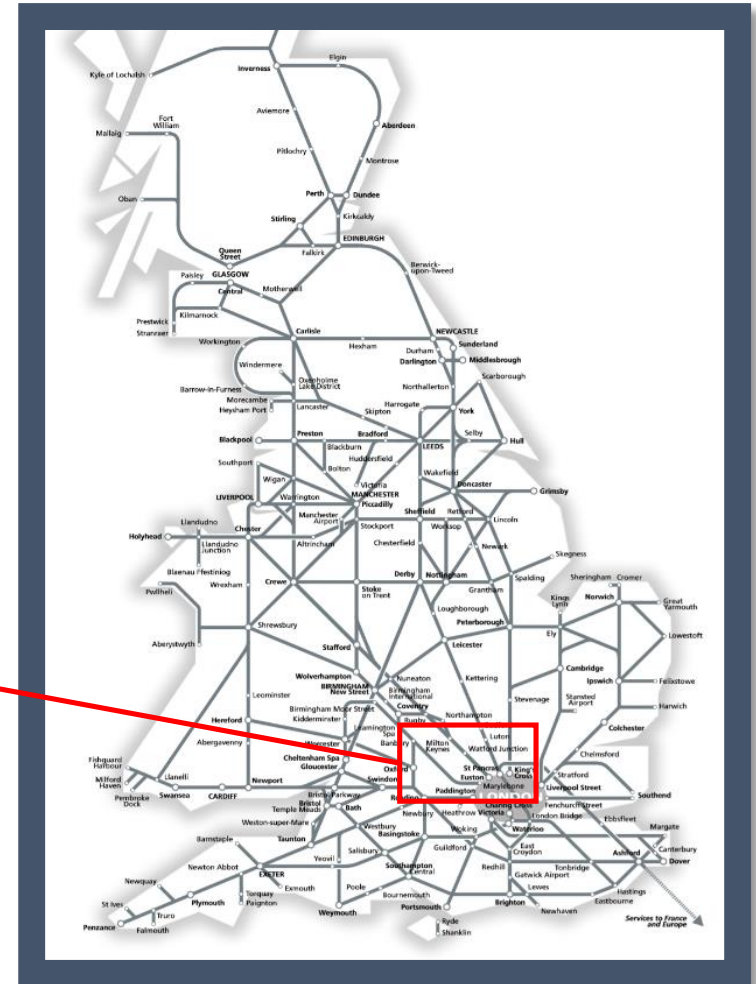 Elgin
Inverness
Kyle of Lochalsh
Aviemore
Fort
William
Aberdeen
Mallaig
Pitlochry
Montrose
Perth
Dundee
Oban
Kirkcaldy
Stirling
EDINBURGH
Queen
Street
Falkirk
Berwick-
upon-Tweed
Paisley
GLASGOW
Central
Motherwell
Kilmarnock
Prestwick
Stranraer
Carlisle
NEWCASTLE
Workington
Hexham
Sunderland
Durham
Darlington
Middlesbrough
Windermere
Scarborough
Oxenholme
Lake District
Northallerton
Barrow-in-Furness
Morecambe
Heysham Port
Lancaster
Harrogate
York
Skipton
Preston
Bradford
Selby
Blackpool
Blackburn
LEEDS
Hull
Huddersfield
Southport
Bolton
Wakefield
Wigan
Victoria
Doncaster
Grimsby
LIVERPOOL
Warrington
MANCHESTER
Piccadilly
Manchester
Airport
Sheffield
Retford
Lincoln
Llandudno
Stockport
Worksop
Chester
Holyhead
Llandudno
Junction
Altrincham
Chesterfield
Newark
Skegness
Blaenau Ffestiniog
Derby
Nottingham
Sheringham
Cromer
Pwllheli
Wrexham
Crewe
Stoke
on Trent
Grantham
Spalding
Kings
Lynn
Norwich
Great
Yarmouth
Loughborough
Shrewsbury
Peterborough
Ely
Lowestoft
Aberystwyth
Stafford
Leicester
Cambridge
Wolverhampton
Nuneaton
Kettering
Ipswich
Felixstowe
BIRMINGHAM
New Street
Birmingham
International
Leominster
Coventry
Stevenage
Stansted
Airport
Harwich
Birmingham Moor Street
Rugby
Northampton
Hereford
Kidderminster
Leamington
Spa
Colchester
Abergavenny
Worcester
Banbury
Milton
Keynes
Luton
Watford Junction
Chelmsford
Fishguard
Harbour
Cheltenham Spa
Gloucester
Oxford
St Pancras
King's
Cross
Stratford
Milford
Haven
Llanelli
Newport
Swindon
Euston
Marylebone
Liverpool Street
Pembroke
Dock
Swansea
CARDIFF
Bristol Parkway
Paddington
LONDON
Southend
Bristol
Temple Meads
Bath
Reading
Charing Cross
Fenchurch Street
Weston-super-Mare
Newbury
Heathrow
Victoria
London Bridge
Ebbsfleet
Barnstaple
Taunton
Westbury
Basingstoke
Woking
Waterloo
Margate
Salisbury
Guildford
East
Croydon
Canterbury
Newton Abbot
Yeovil
Southampton
Central
Redhill
Tonbridge
Ashford
Dover
EXETER
Gatwick Airport
Newquay
Exmouth
Poole
Lewes
Hastings
Torquay
Paignton
Bournemouth
Eastbourne
St Ives
Plymouth
Weymouth
Portsmouth
Brighton
Newhaven
Truro
Penzance
Falmouth
Ryde
Shanklin
Services to France
and Europe